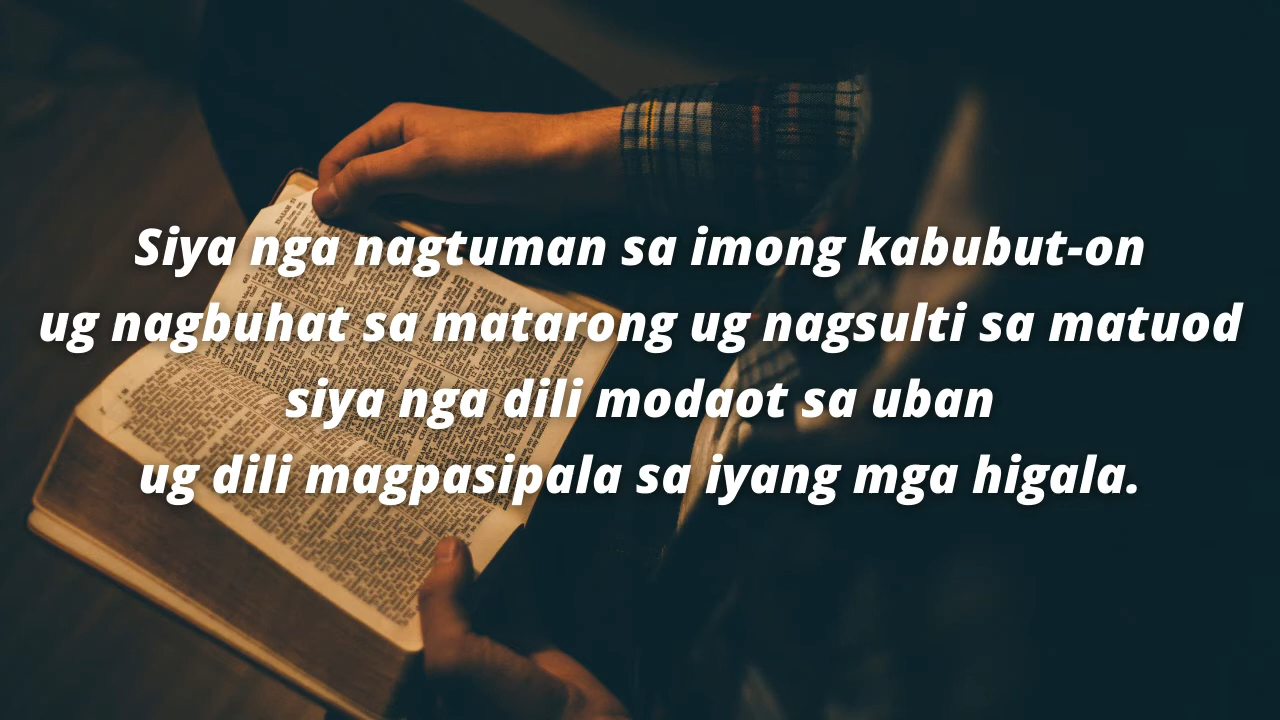 Siya nga nagtuman sa imong kabubut-on
ug nagbuhat sa matarong ug nagsulti sa matuod
siya nga dili modaot sa uban
ug dili magpasipala sa iyang mga higala.